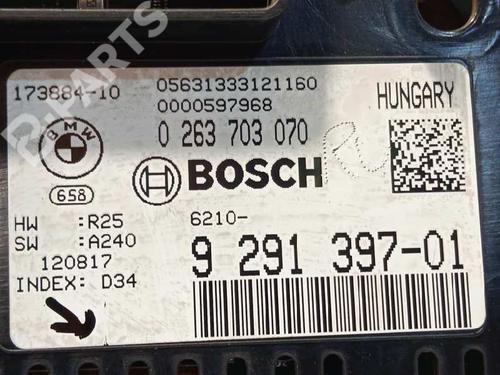 B-PARTS
173884-10
05631333121160
0000597968
HUNGARY
BMW
0 263 703 070
BOSCH
658
HW :R25
SW :A240
6210-
9 291 397-01
120817
INDEX: D34